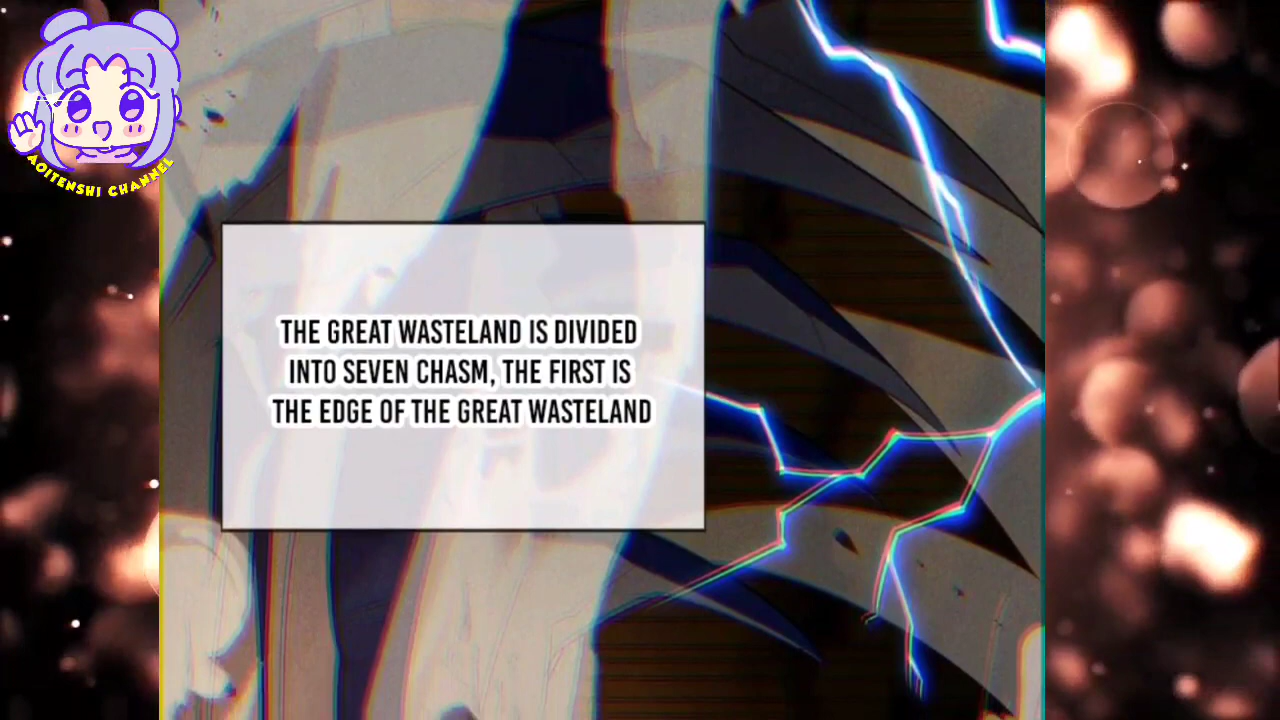 AOITENSHI CHANNEL
THE GREAT WASTELAND IS DIVIDED
INTO SEVEN CHASM, THE FIRST IS
THE EDGE OF THE GREAT WASTELAND